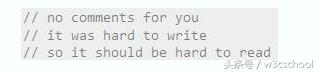 // no comments for you
// it was hard to write
// so it should be hard to read
头条号 / w3cschool